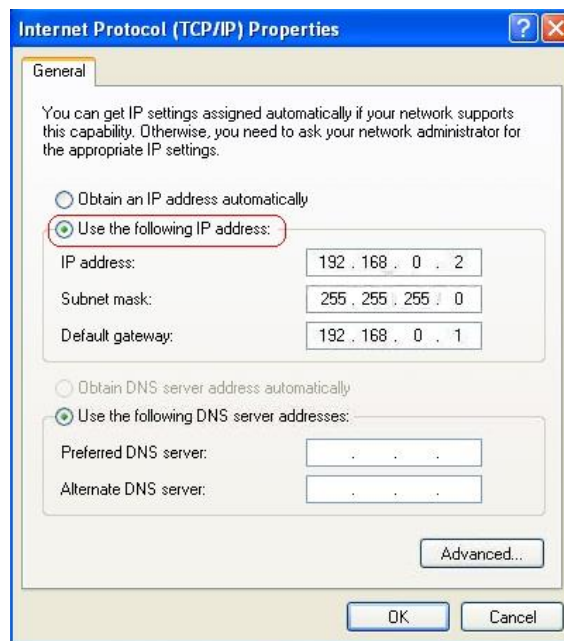 Internet Protocol (TCP/IP) Properties
General
You can get IP settings assigned automatically if your network supports
this capability. Otherwise, you need to ask your network administrator for
the appropriate IP settings.
Obtain an IP address automatically
Use the following IP address:
IP address: 192 . 168 . 0 . 2
Subnet mask: 255 . 255 . 255 . 0
Default gateway: 192 . 168 . 0 . 1
Obtain DNS server address automatically
Use the following DNS server addresses:
Preferred DNS server: . . .
Alternate DNS server: . . .
Advanced...
OK Cancel